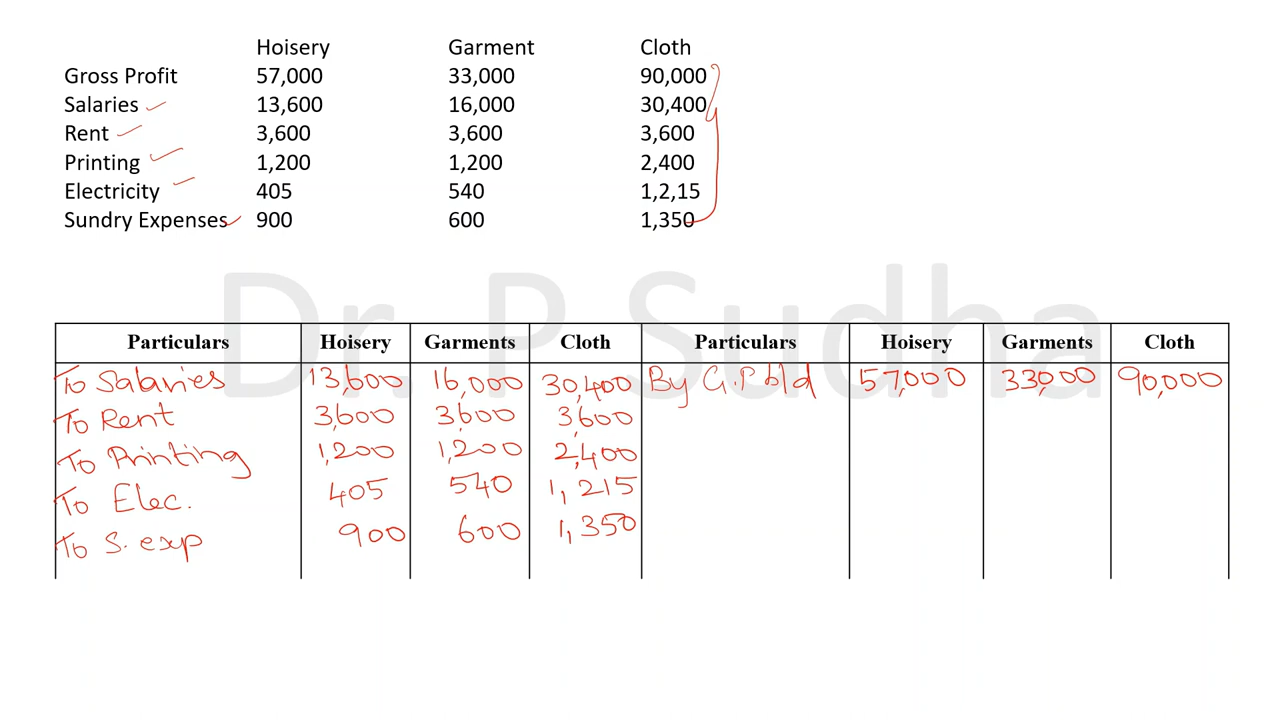 Hoisery Garment Cloth
Gross Profit 57,000 33,000 90,000
Salaries 13,600 16,000 30,400
Rent 3,600 3,600 3,600
Printing 1,200 1,200 2,400
Electricity 405 540 1,2,15
Sundry Expenses 900 600 1,350
Dr. P Sudha
Particulars Hoisery Garments Cloth Particulars Hoisery Garments Cloth
To Salaries 13,600 16,000 30,400 By G.P b/d 57,000 33,000 90,000
To Rent 3,600 3,600 3,600
To Printing 1,200 1,200 2,400
To Elec. 405 540 1,215
To S. exp 900 600 1,350